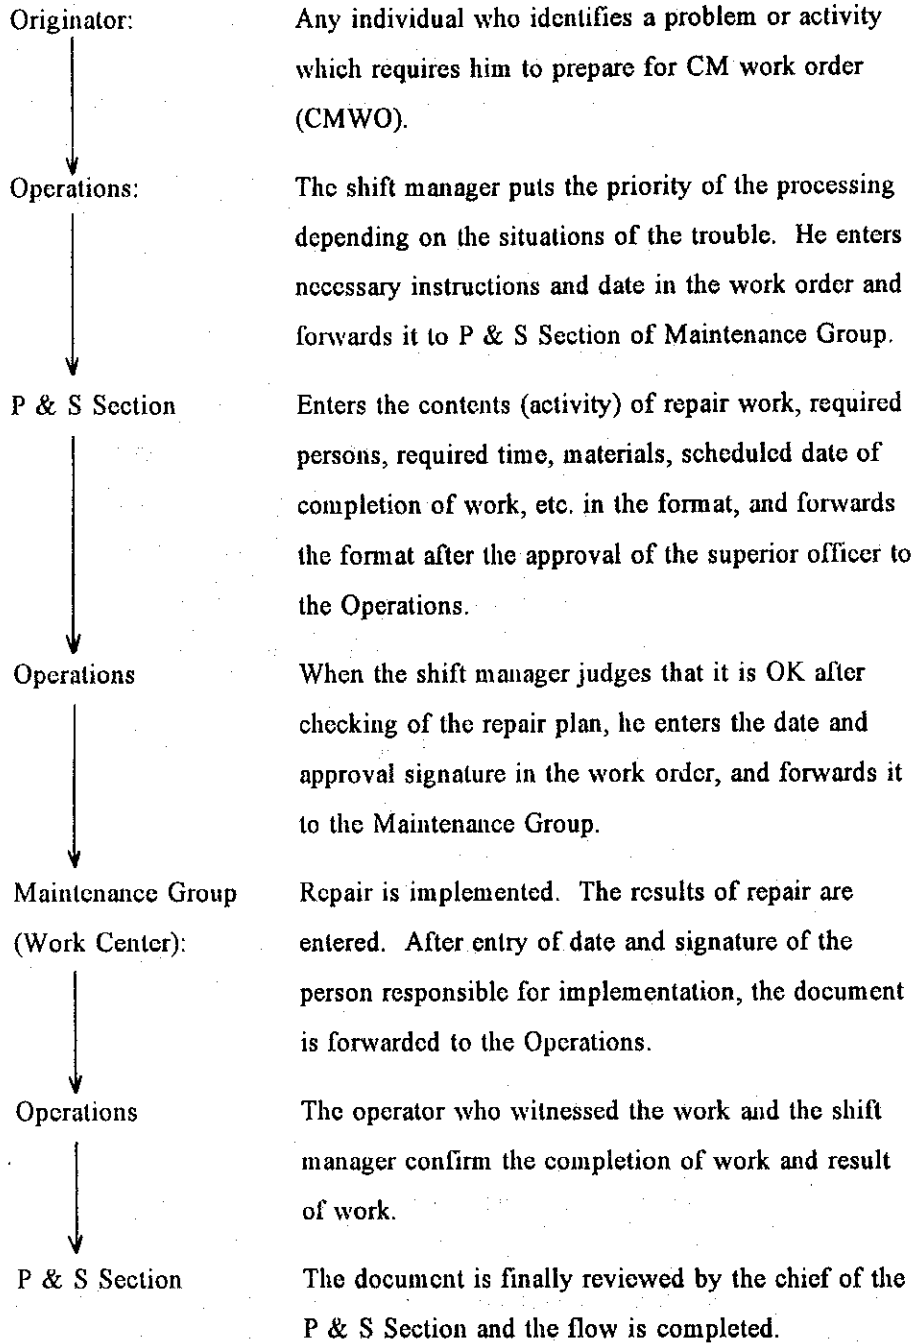 Originator: Any individual who identifies a problem or activity
which requires him to prepare for CM work order
(CMWO).
Operations: The shift manager puts the priority of the processing
depending on the situations of the trouble. He enters
necessary instructions and date in the work order and
forwards it to P & S Section of Maintenance Group.
P & S Section Enters the contents (activity) of repair work, required
persons, required time, materials, scheduled date of
completion of work, etc. in the format, and forwards
the format after the approval of the superior officer to
the Operations.
Operations When the shift manager judges that it is OK after
checking of the repair plan, he enters the date and
approval signature in the work order, and forwards it
to the Maintenance Group.
Maintenance Group Repair is implemented. The results of repair are
(Work Center): entered. After entry of date and signature of the
person responsible for implementation, the document
is forwarded to the Operations.
Operations The operator who witnessed the work and the shift
manager confirm the completion of work and result
of work.
P & S Section The document is finally reviewed by the chief of the
P & S Section and the flow is completed.